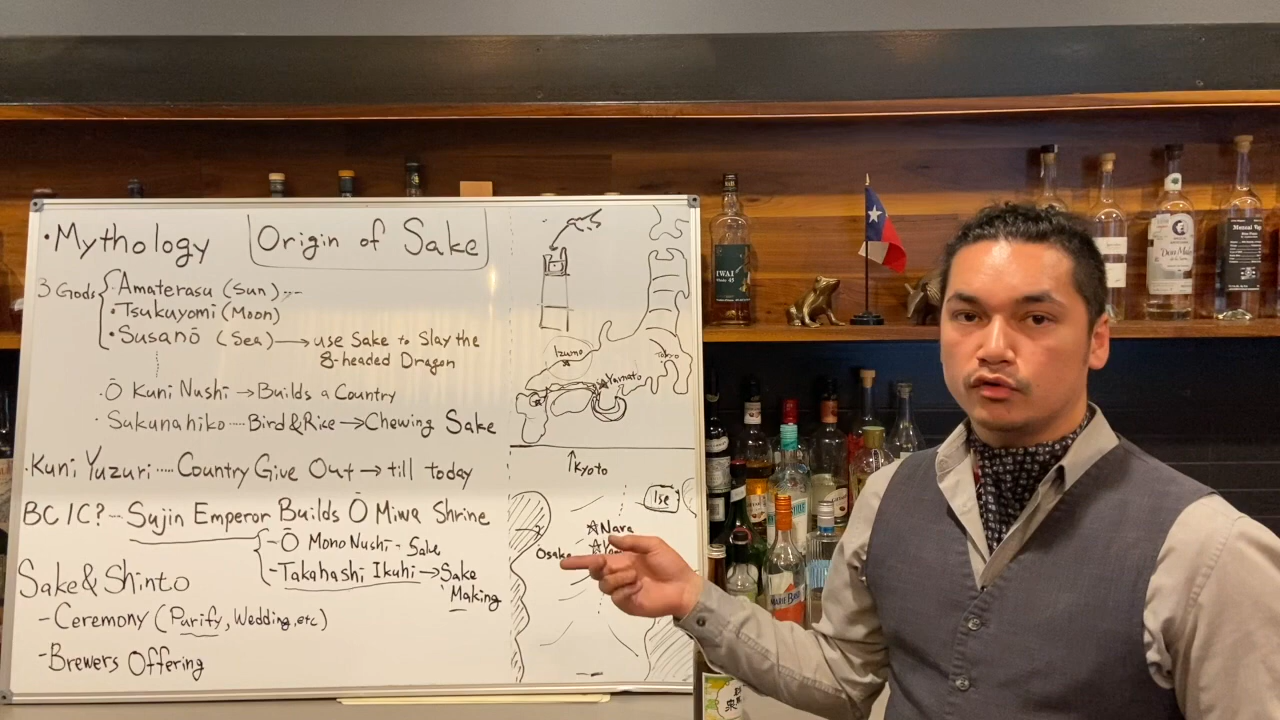 •Mythology
Origin of Sake
3 Gods
•Amaterasu (Sun)
•Tsukuyomi (Moon)
•Susanō (Sea) → use Sake to Slay the
8-headed Dragon
•Ō Kuni Nushi → Builds a Country
•Sukunahiko .... Bird & Rice → Chewing Sake
•Kuni Yuzuri .... Country Give Out → till today
BC 1C? ... Sujin Emperor Builds Ō Miwa Shrine
-Ō Mono Nushi - Sake
-Takahashi Ikuhi → Sake
Making
Sake & Shinto
-Ceremony (Purify, Wedding, etc)
-Brewers Offering
Izumo
Tokyo
Yamato
↑Kyoto
Ise
Nara
Osaka
IWAI
45
Mezcal